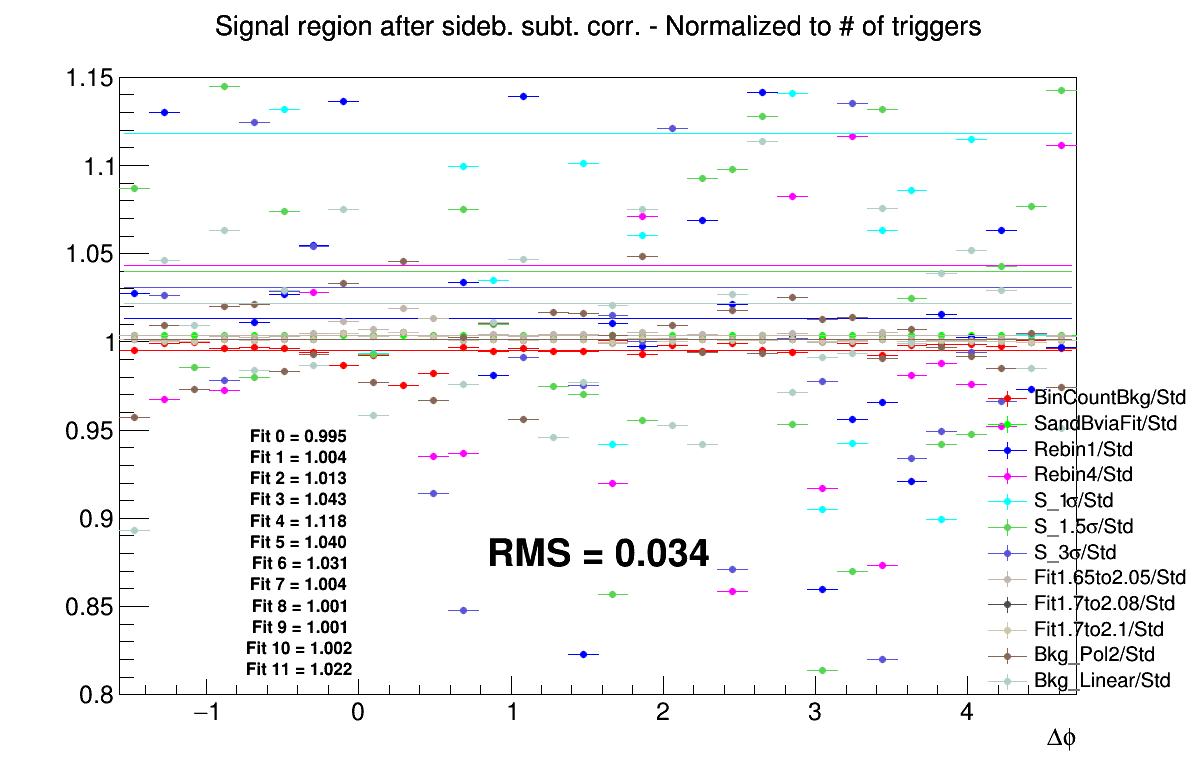 Signal region after sideb. subt. corr. - Normalized to # of triggers
1.15
1.1
1.05
1
0.95
0.9
0.85
0.8
Fit 0 = 0.995
Fit 1 = 1.004
Fit 2 = 1.013
Fit 3 = 1.043
Fit 4 = 1.118
Fit 5 = 1.040
Fit 6 = 1.031
Fit 7 = 1.004
Fit 8 = 1.001
Fit 9 = 1.001
Fit 10 = 1.002
Fit 11 = 1.022
RMS = 0.034
BinCountBkg/Std
SandBviaFit/Std
Rebin1/Std
Rebin4/Std
S_1σ/Std
S_1.5σ/Std
S_3σ/Std
Fit1.65to2.05/Std
Fit1.7to2.08/Std
Fit1.7to2.1/Std
Bkg_Pol2/Std
Bkg_Linear/Std
−1 0 1 2 3 4
Δϕ